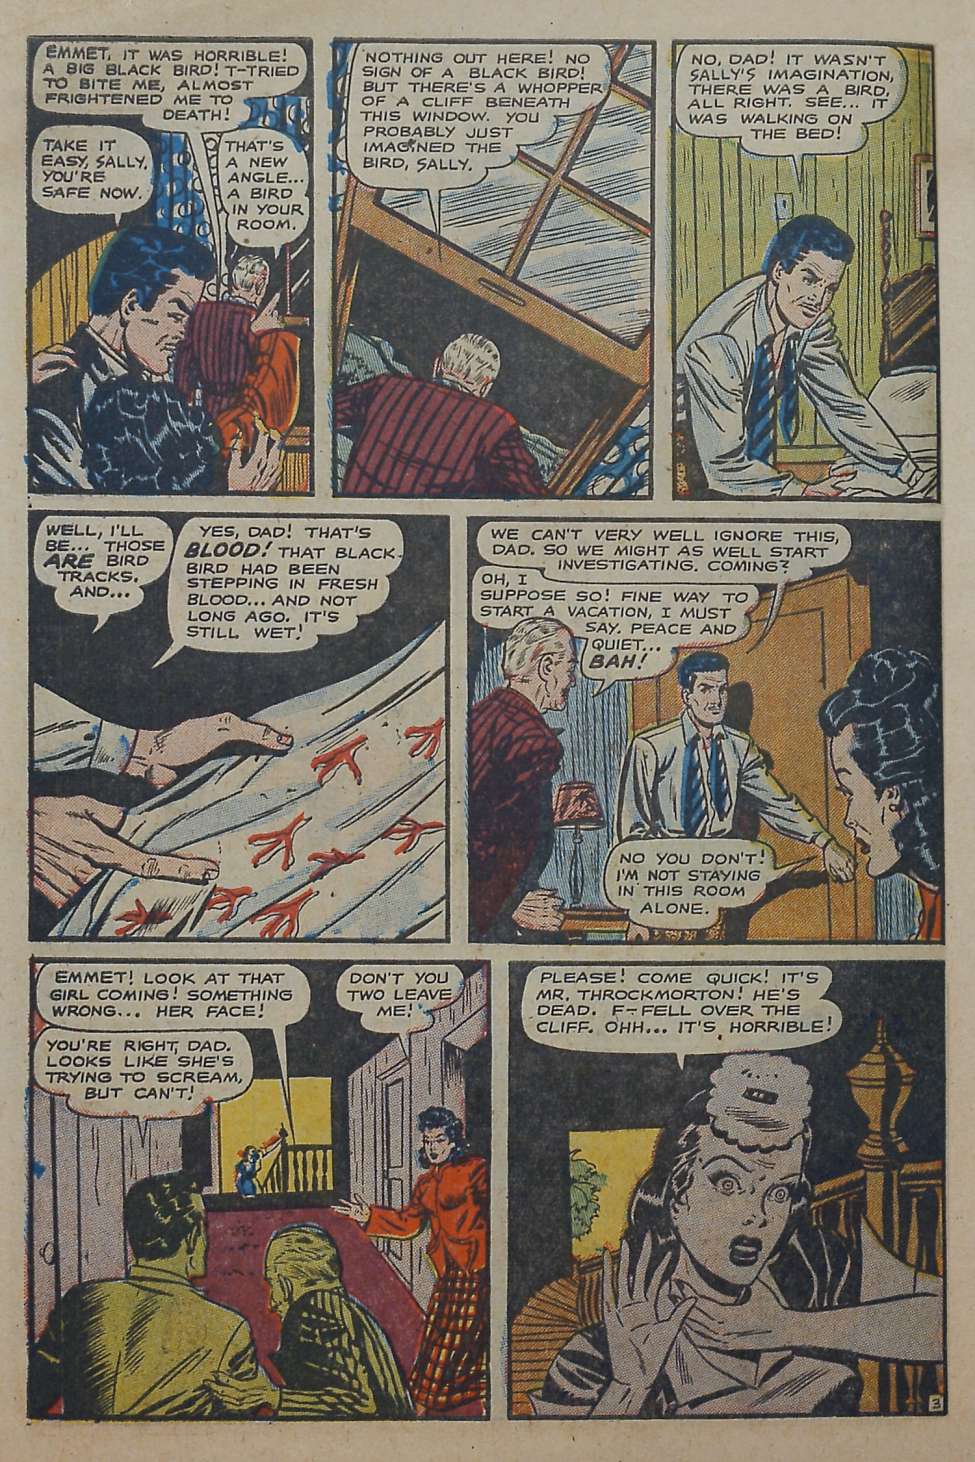 EMMET, IT WAS HORRIBLE!
A BIG BLACK BIRD! T-TRIED
TO BITE ME, ALMOST
FRIGHTENED ME TO
DEATH!
TAKE IT
EASY, SALLY,
YOU'RE
SAFE NOW.
THAT'S
A NEW
ANGLE...
A BIRD
IN YOUR
ROOM.
NOTHING OUT HERE! NO
SIGN OF A BLACK BIRD!
BUT THERE'S A WHOPPER
OF A CLIFF BENEATH
THIS WINDOW. YOU
PROBABLY JUST
IMAGINED THE
BIRD, SALLY.
NO, DAD! IT WASN'T
SALLY'S IMAGINATION,
THERE WAS A BIRD,
ALL RIGHT. SEE... IT
WAS WALKING ON
THE BED!
WELL, I'LL
BE... THOSE
ARE BIRD
TRACKS.
AND...
YES, DAD! THAT'S
BLOOD! THAT BLACK-
BIRD HAD BEEN
STEPPING IN FRESH
BLOOD... AND NOT
LONG AGO. IT'S
STILL WET!
WE CAN'T VERY WELL IGNORE THIS,
DAD. SO WE MIGHT AS WELL START
INVESTIGATING. COMING?
OH, I
SUPPOSE SO! FINE WAY TO
START A VACATION, I MUST
SAY. PEACE AND
QUIET...
BAH!
NO YOU DON'T!
I'M NOT STAYING
IN THIS ROOM
ALONE.
EMMET! LOOK AT THAT
GIRL COMING! SOMETHING
WRONG... HER FACE!
YOU'RE RIGHT, DAD.
LOOKS LIKE SHE'S
TRYING TO SCREAM,
BUT CAN'T!
DON'T YOU
TWO LEAVE
ME!
PLEASE! COME QUICK! IT'S
MR. THROCKMORTON! HE'S
DEAD. F-FELL OVER THE
CLIFF. OHH... IT'S HORRIBLE!
3